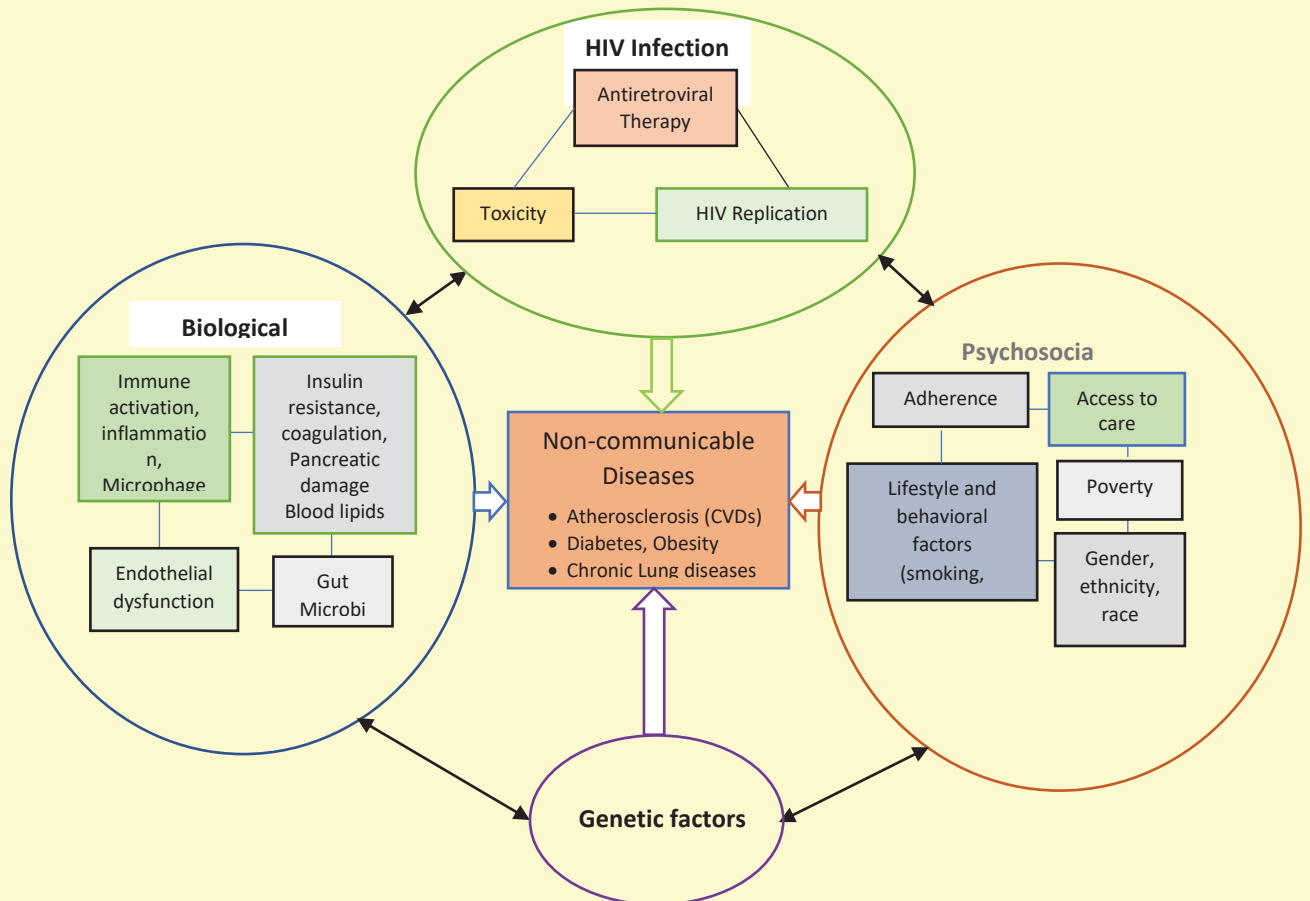 HIV Infection
Antiretroviral
Therapy
Toxicity
HIV Replication
Biological
Immune
activation,
inflammatio
n,
Microphage
Insulin
resistance,
coagulation,
Pancreatic
damage
Blood lipids
Endothelial
dysfunction
Gut
Microbi
Non-communicable
Diseases
• Atherosclerosis (CVDs)
• Diabetes, Obesity
• Chronic Lung diseases
Psychosocia
Adherence
Access to
care
Lifestyle and
behavioral
factors
(smoking,
Poverty
Gender,
ethnicity,
race
Genetic factors